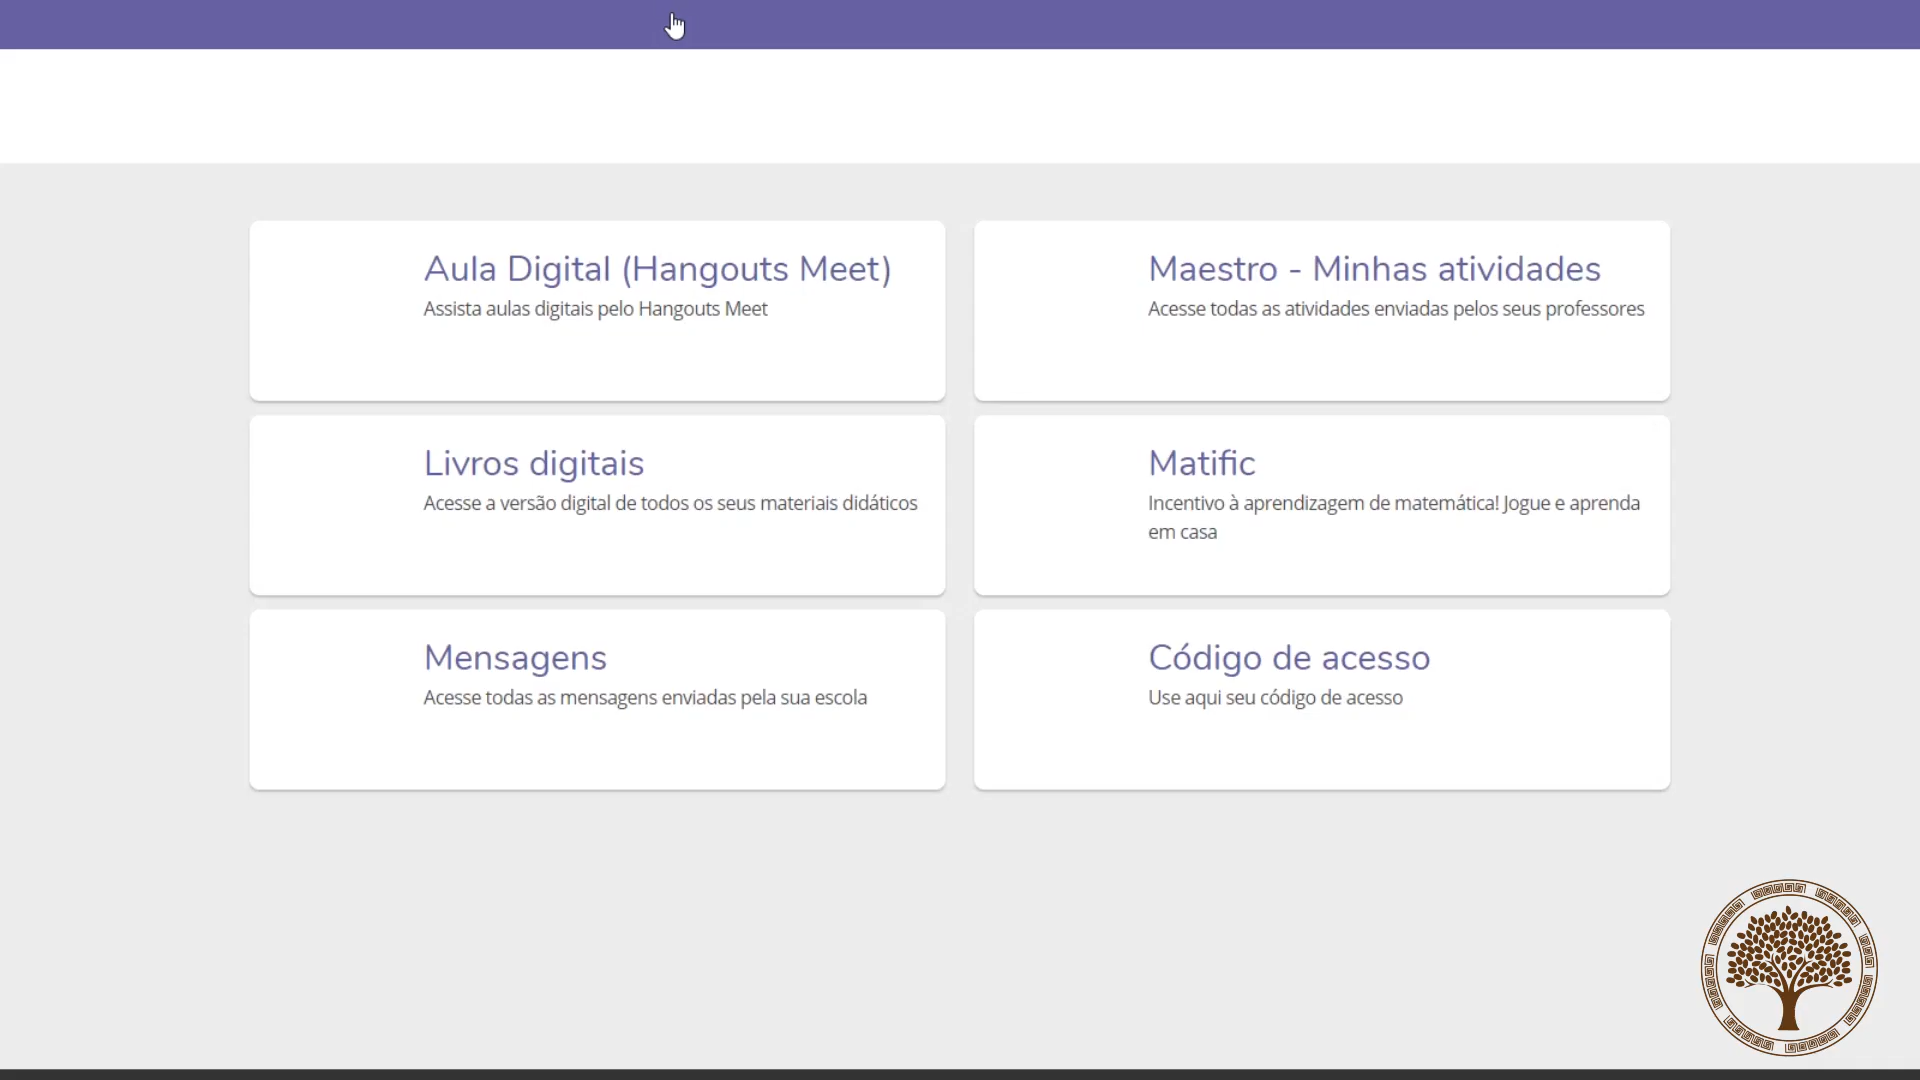 Aula Digital (Hangouts Meet)
Assista aulas digitais pelo Hangouts Meet
Maestro - Minhas atividades
Acesse todas as atividades enviadas pelos seus professores
Livros digitais
Acesse a versão digital de todos os seus materiais didáticos
Matific
Incentivo à aprendizagem de matemática! Jogue e aprenda
em casa
Mensagens
Acesse todas as mensagens enviadas pela sua escola
Código de acesso
Use aqui seu código de acesso